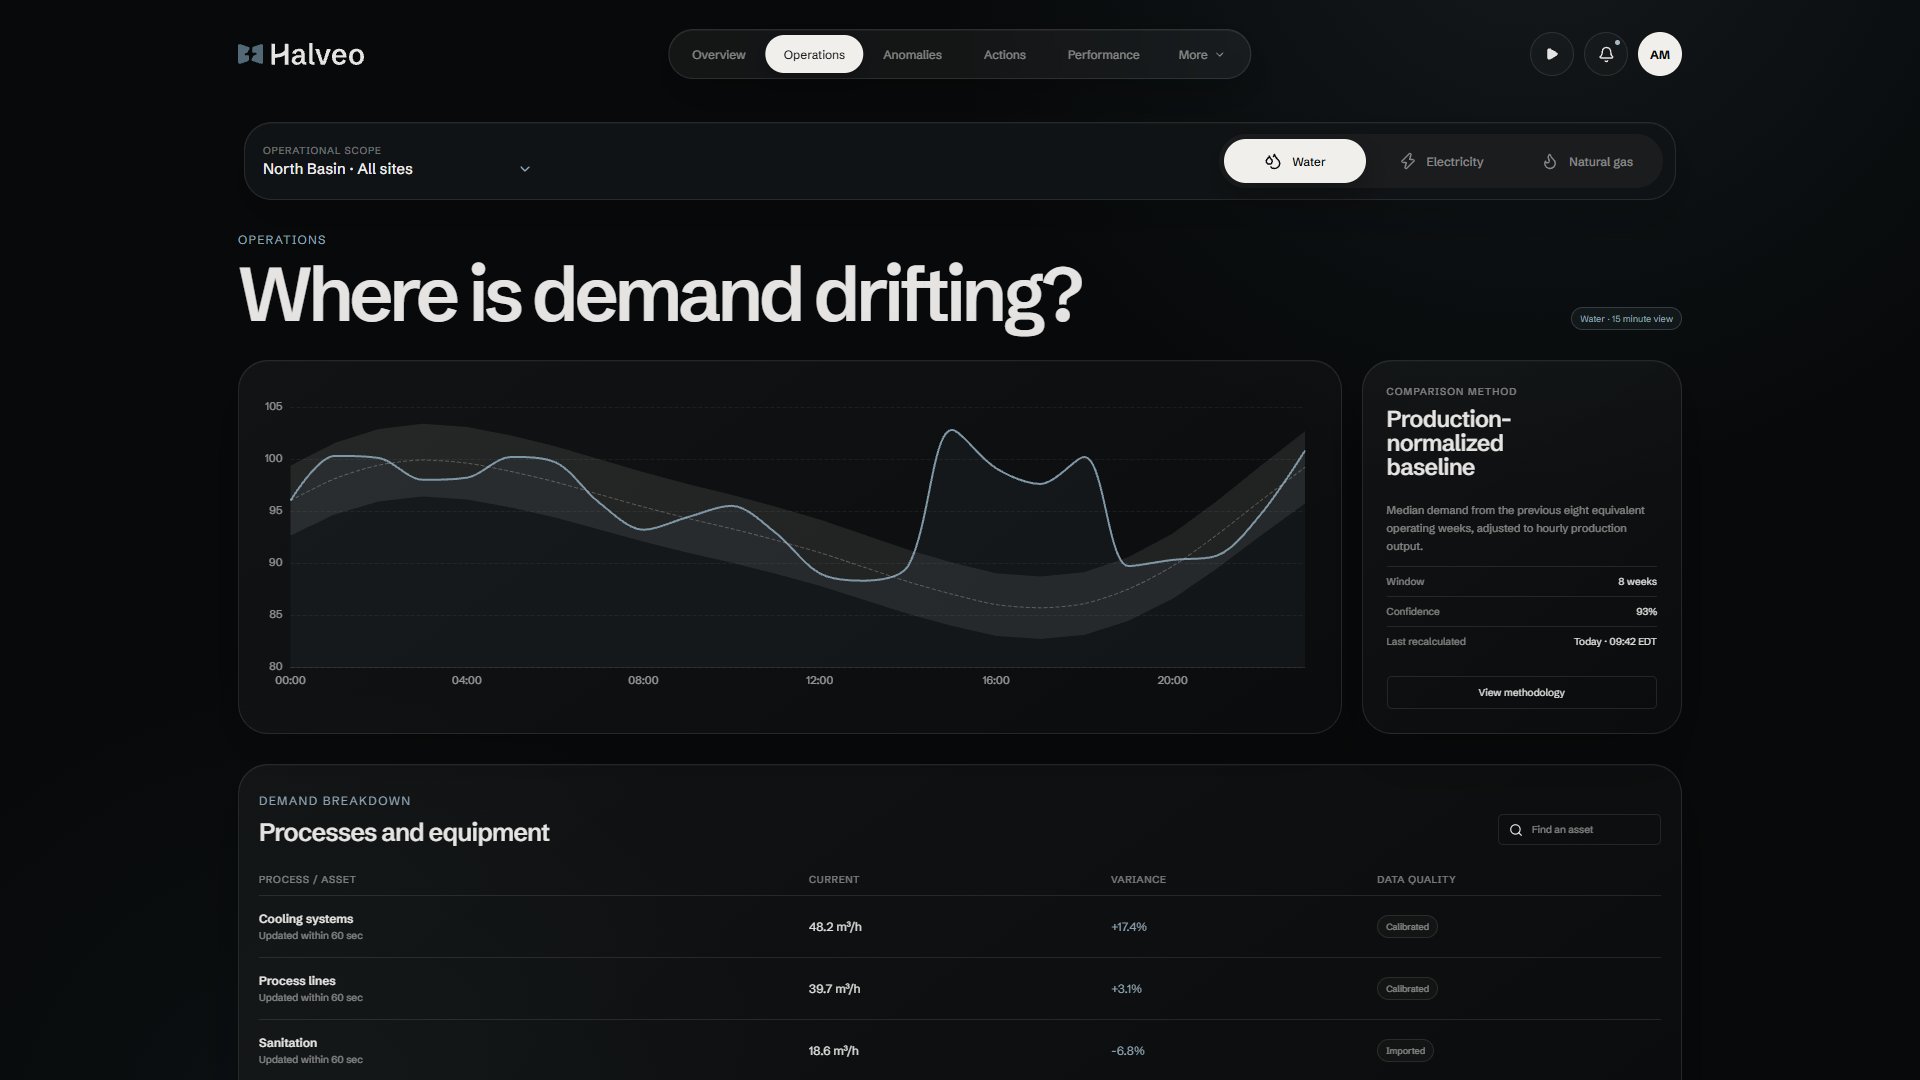 Halveo
Overview Operations Anomalies Actions Performance More
AM
OPERATIONAL SCOPE
North Basin · All sites
Water Electricity Natural gas
OPERATIONS
Where is demand drifting?
Water · 15 minute view
105
100
95
90
85
80
00:00 04:00 08:00 12:00 16:00 20:00
COMPARISON METHOD
Production-
normalized
baseline
Median demand from the previous eight equivalent
operating weeks, adjusted to hourly production
output.
Window 8 weeks
Confidence 93%
Last recalculated Today · 09:42 EDT
View methodology
DEMAND BREAKDOWN
Processes and equipment
Find an asset
PROCESS / ASSET CURRENT VARIANCE DATA QUALITY
Cooling systems
Updated within 60 sec
48.2 m³/h +17.4% Calibrated
Process lines
Updated within 60 sec
39.7 m³/h +3.1% Calibrated
Sanitation
Updated within 60 sec
18.6 m³/h -6.8% Imported